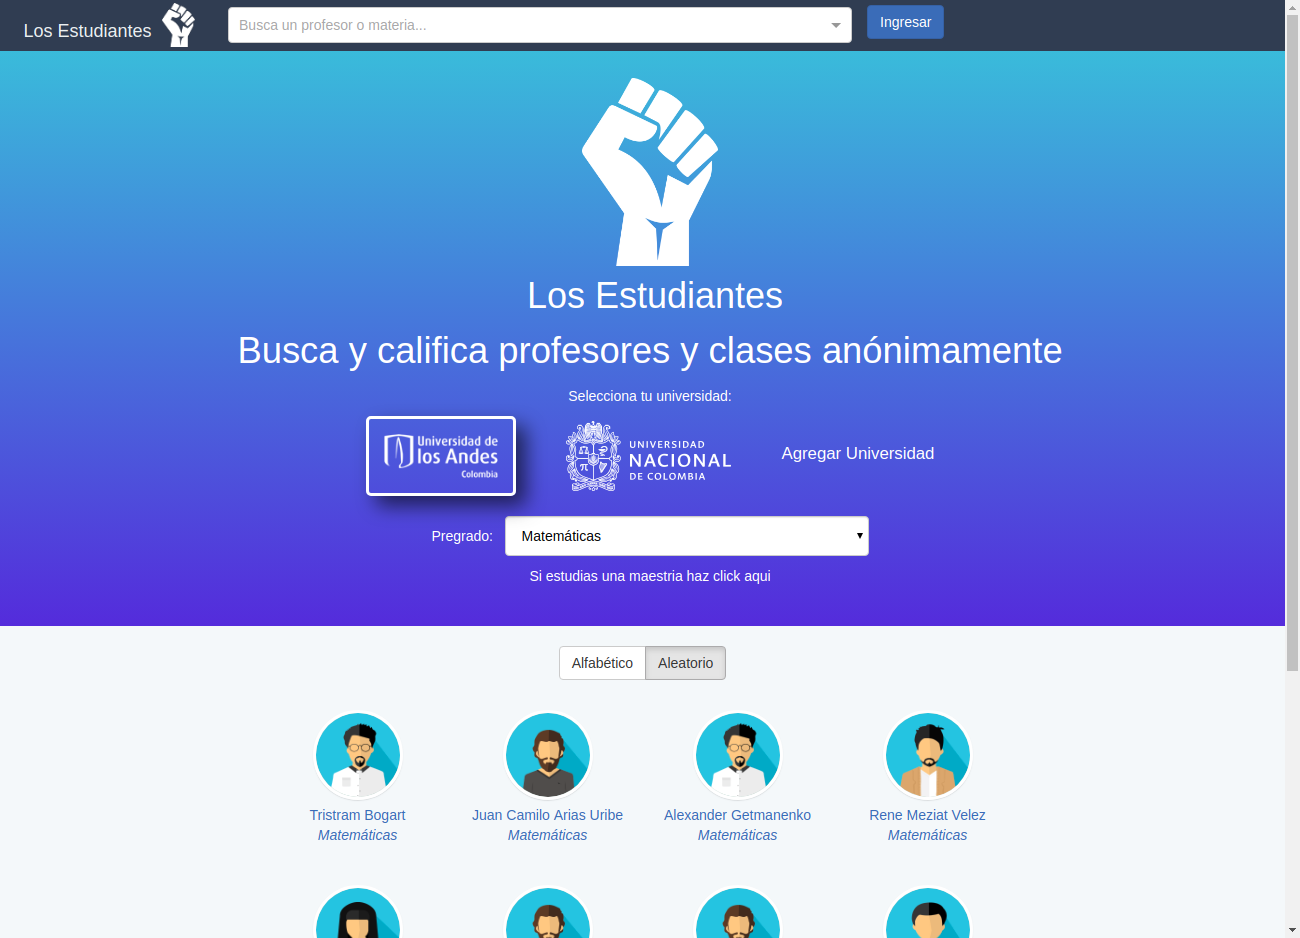 Los Estudiantes
Busca un profesor o materia...
Ingresar
Los Estudiantes
Busca y califica profesores y clases anónimamente
Selecciona tu universidad:
Universidad de
los Andes
Colombia
UNIVERSIDAD
NACIONAL
DE COLOMBIA
Agregar Universidad
Pregrado:
Matemáticas
Si estudias una maestria haz click aqui
Alfabético
Aleatorio
Tristram Bogart
Matemáticas
Juan Camilo Arias Uribe
Matemáticas
Alexander Getmanenko
Matemáticas
Rene Meziat Velez
Matemáticas